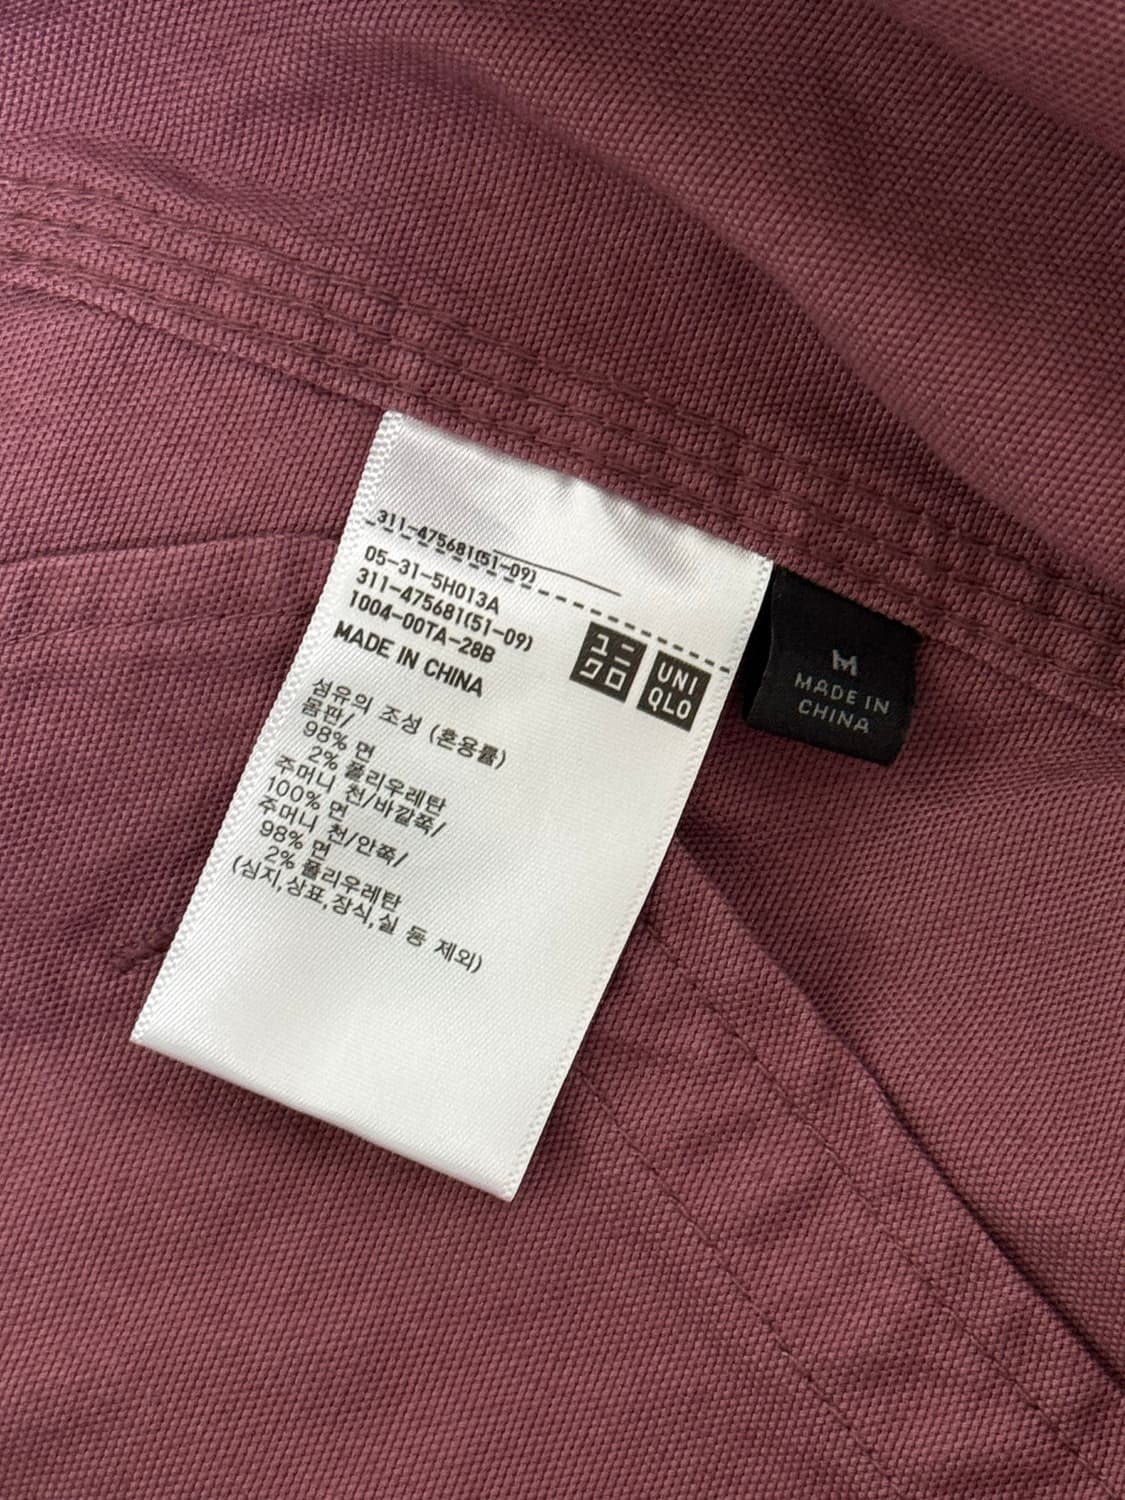 311-475681(51-09)
05-31-5H013A
311-475681(51-09)
1004-00TA-28B
MADE IN CHINA
ユニ
クロ
UNI
QLO
섬유의 조성 (혼용률)
몸판/
98% 면
2% 폴리우레탄
주머니 천/바깥쪽/
100% 면
주머니 천/안쪽/
98% 면
2% 폴리우레탄
(심지,상표,장식,실 등 제외)
M
MADE IN
CHINA